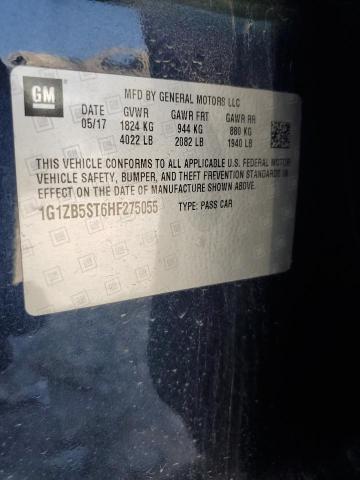 GM
MFD BY GENERAL MOTORS LLC
DATE GVWR GAWR FRT GAWR RR
05/17 1824 KG 944 KG 880 KG
4022 LB 2082 LB 1940 LB
THIS VEHICLE CONFORMS TO ALL APPLICABLE U.S. FEDERAL MOTOR
VEHICLE SAFETY, BUMPER, AND THEFT PREVENTION STANDARDS IN
EFFECT ON THE DATE OF MANUFACTURE SHOWN ABOVE.
1G1ZB5ST6HF275055 TYPE: PASS CAR